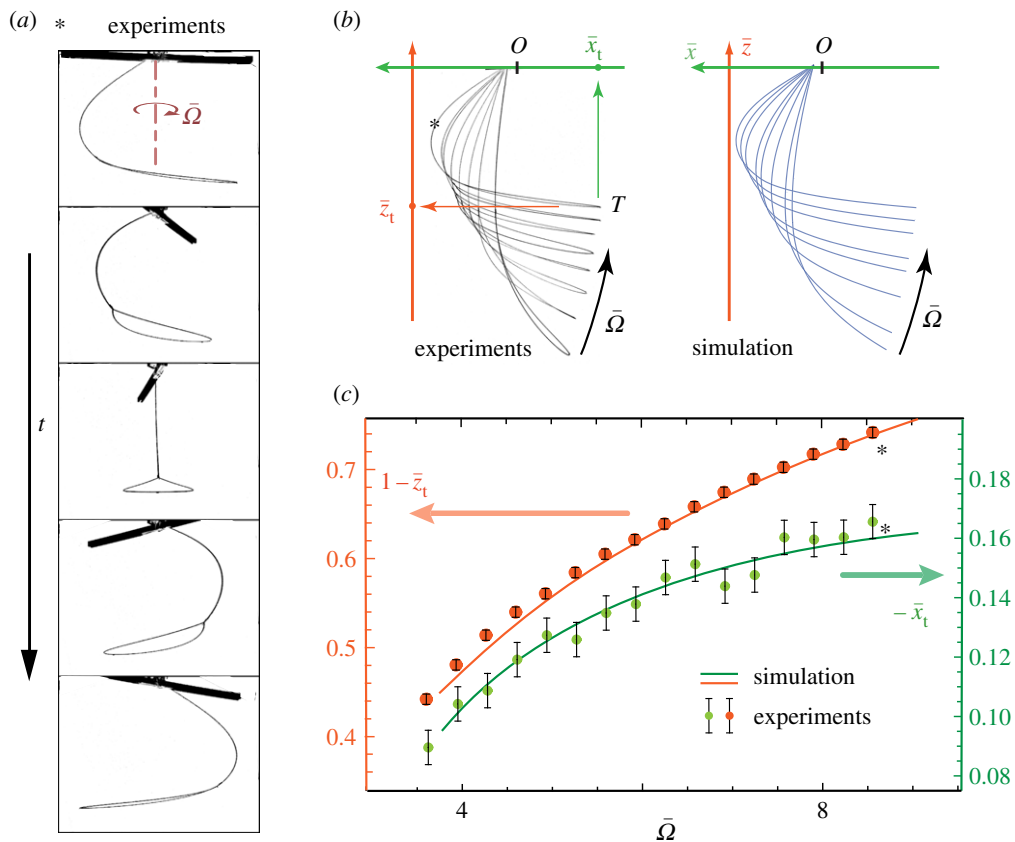 (a) * experiments
Ω̄
t
(b)
O x̄t
*
z̄t T
Ω̄
experiments
x̄ z̄ O
Ω̄
simulation
(c)
0.7
0.6
0.5
0.4
1 – z̄t
*
*
0.18
0.16
0.14
0.12
0.10
0.08
– x̄t
simulation
experiments
4 8
Ω̄